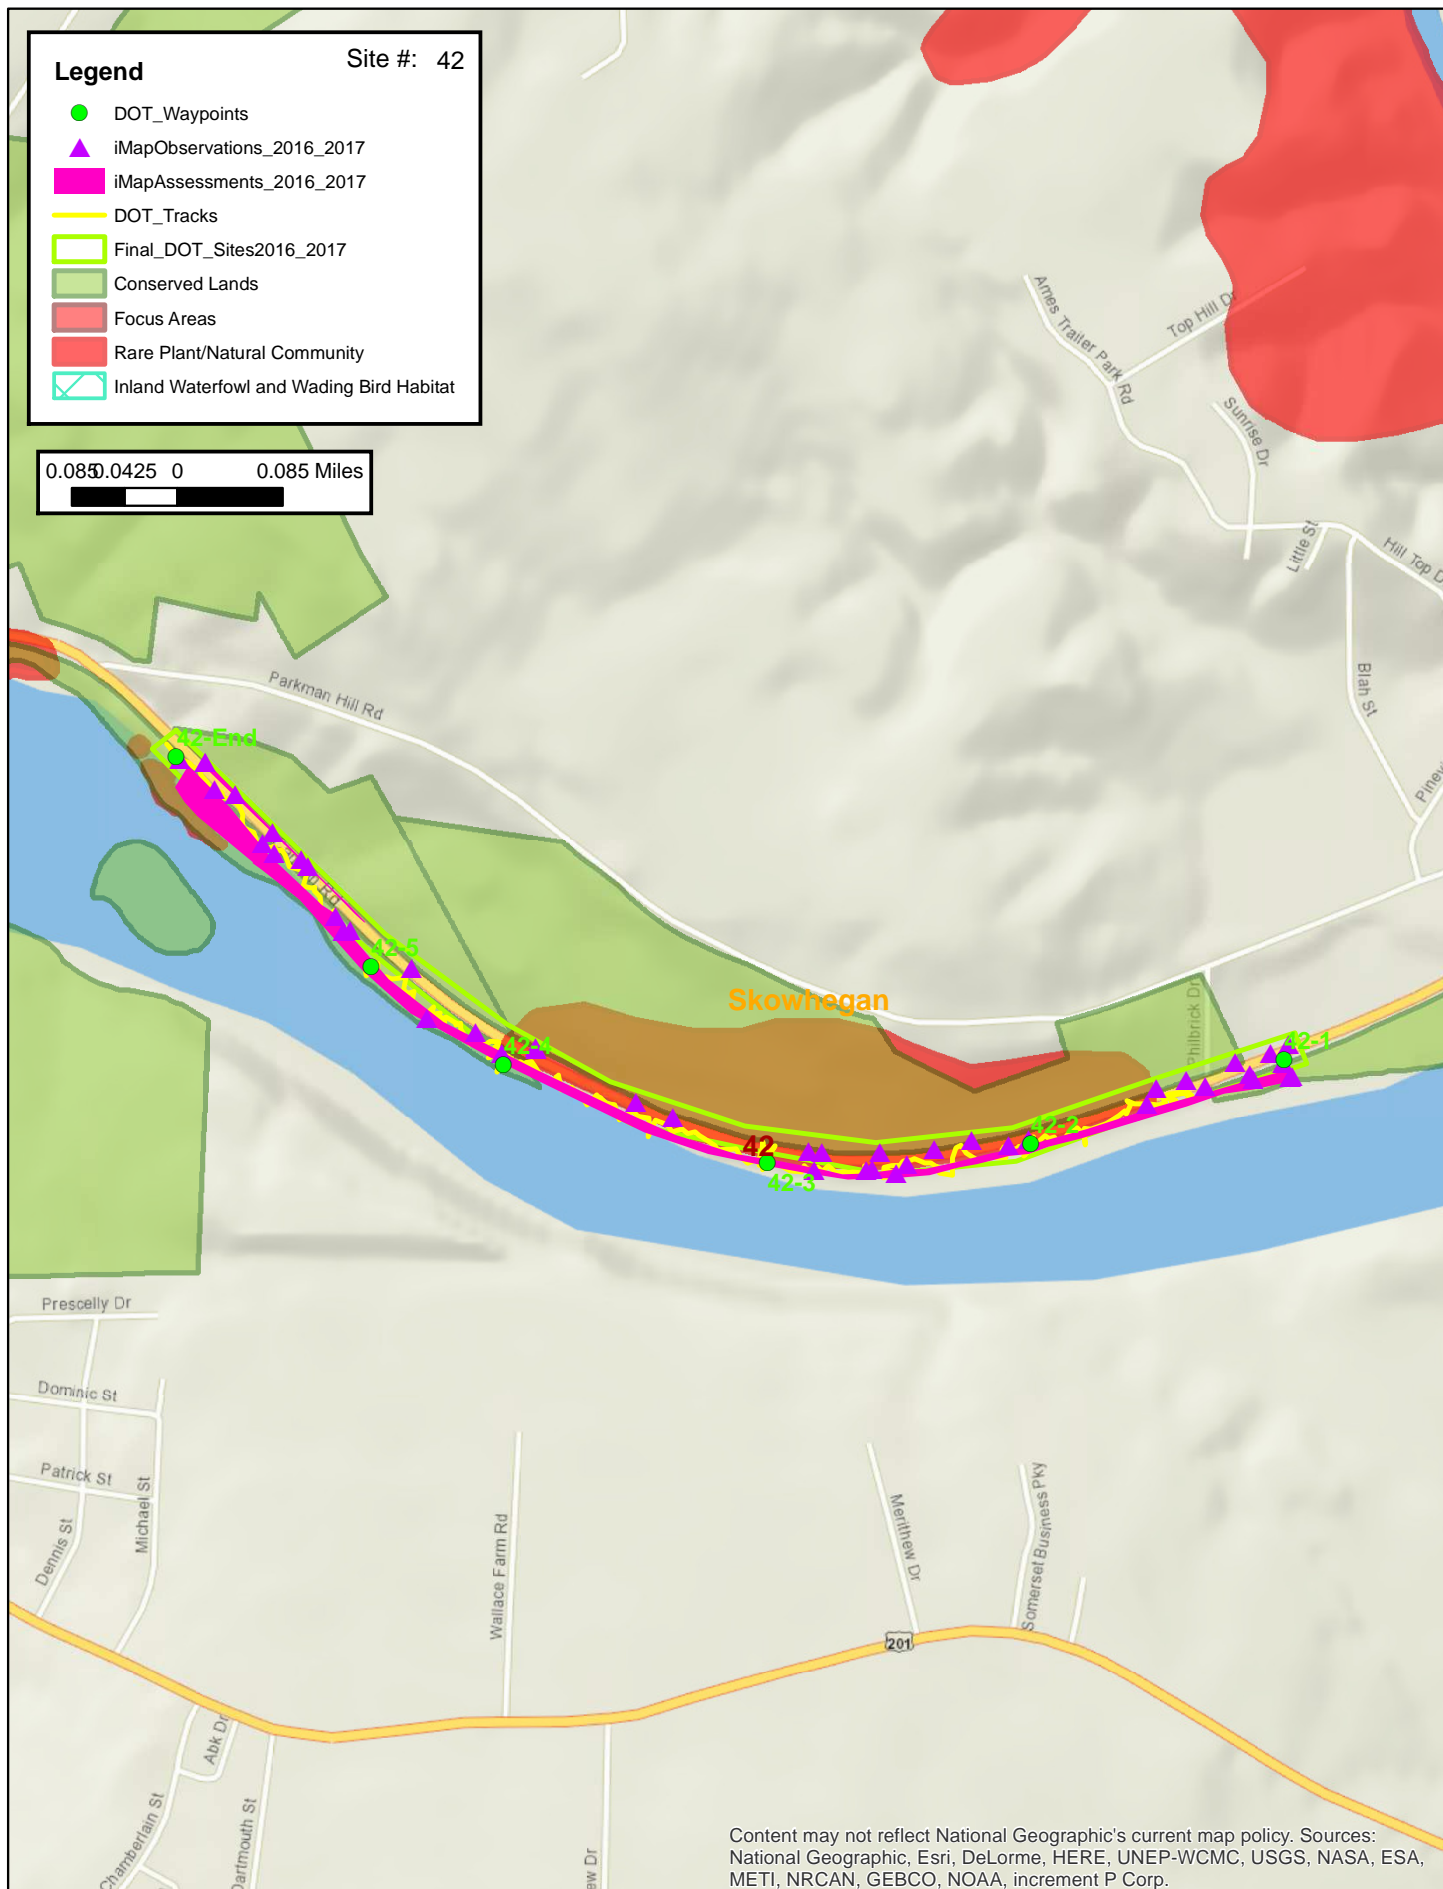 Legend
Site #: 42
DOT_Waypoints
iMapObservations_2016_2017
iMapAssessments_2016_2017
DOT_Tracks
Final_DOT_Sites2016_2017
Conserved Lands
Focus Areas
Rare Plant/Natural Community
Inland Waterfowl and Wading Bird Habitat
0.085 0.0425 0 0.085 Miles
Ames Trailer Park Rd
Top Hill Dr
Sunrise Dr
Little St
Hill Top D
Blah St
Pinew
Parkman Hill Rd
42-End
42-5
Skowhegan
Philbrick Dr
42-1
42-4
42-2
42
42-3
Prescelly Dr
Dominic St
Patrick St
Dennis St
Michael St
Wallace Farm Rd
Merithew Dr
Somerset Business Pky
201
Abk Dr
Chamberlain St
Dartmouth St
ew Dr
Content may not reflect National Geographic's current map policy. Sources:
National Geographic, Esri, DeLorme, HERE, UNEP-WCMC, USGS, NASA, ESA,
METI, NRCAN, GEBCO, NOAA, increment P Corp.